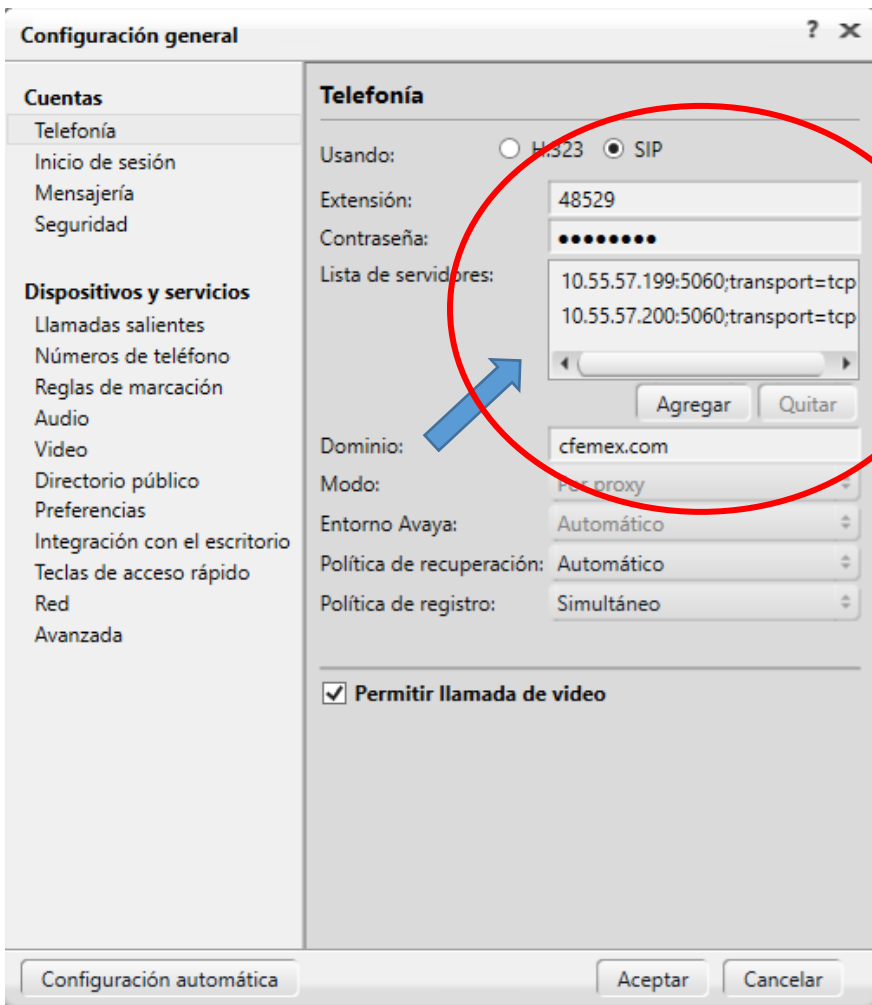 Configuración general
? ×
Cuentas
Telefonía
Inicio de sesión
Mensajería
Seguridad
Dispositivos y servicios
Llamadas salientes
Números de teléfono
Reglas de marcación
Audio
Video
Directorio público
Preferencias
Integración con el escritorio
Teclas de acceso rápido
Red
Avanzada
Telefonía
Usando: H.323 SIP
Extensión: 48529
Contraseña: ••••••••
Lista de servidores: 10.55.57.199:5060;transport=tcp
10.55.57.200:5060;transport=tcp
Agregar Quitar
Dominio: cfemex.com
Modo: Por proxy
Entorno Avaya: Automático
Política de recuperación: Automático
Política de registro: Simultáneo
Permitir llamada de video
Configuración automática Aceptar Cancelar